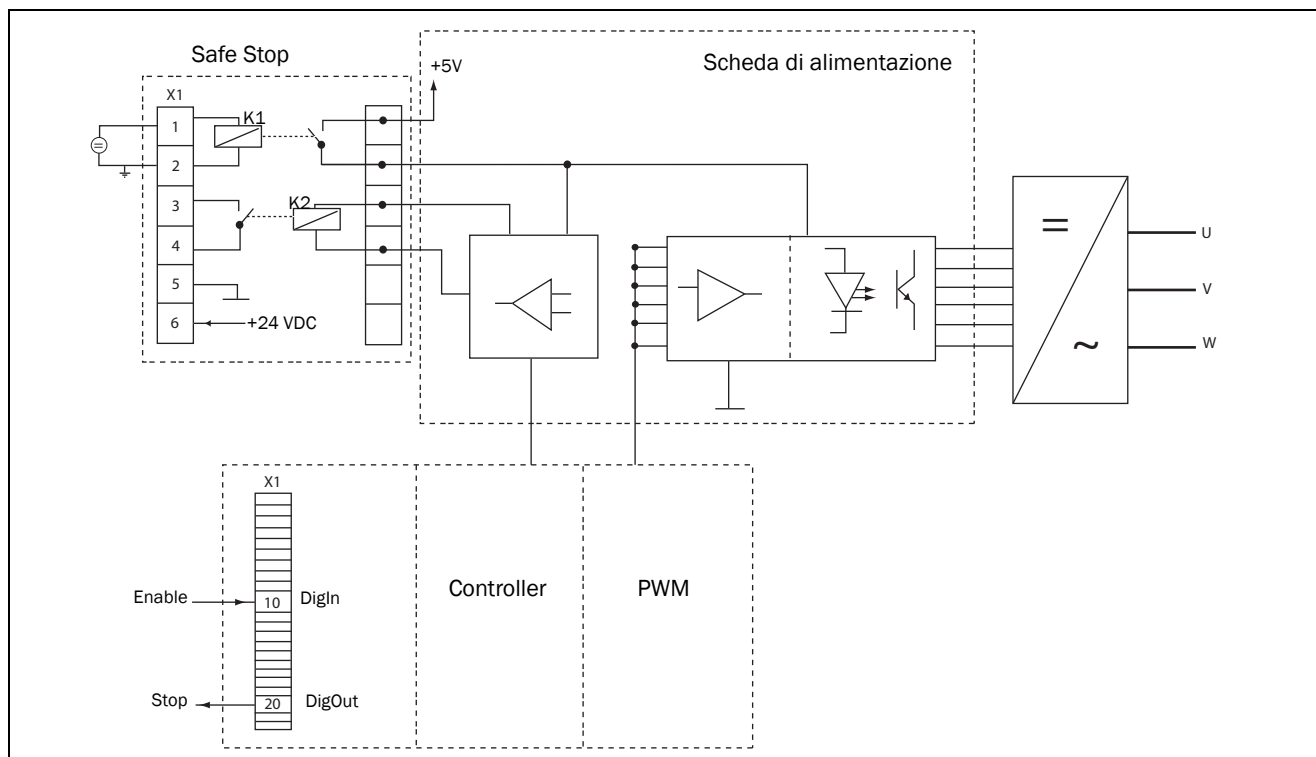 Safe Stop
Scheda di alimentazione
+5V
X1
K1
1
2
3
K2
4
5
6
+24 VDC
=
~
U
V
W
X1
Enable
10
DigIn
Controller
PWM
Stop
20
DigOut